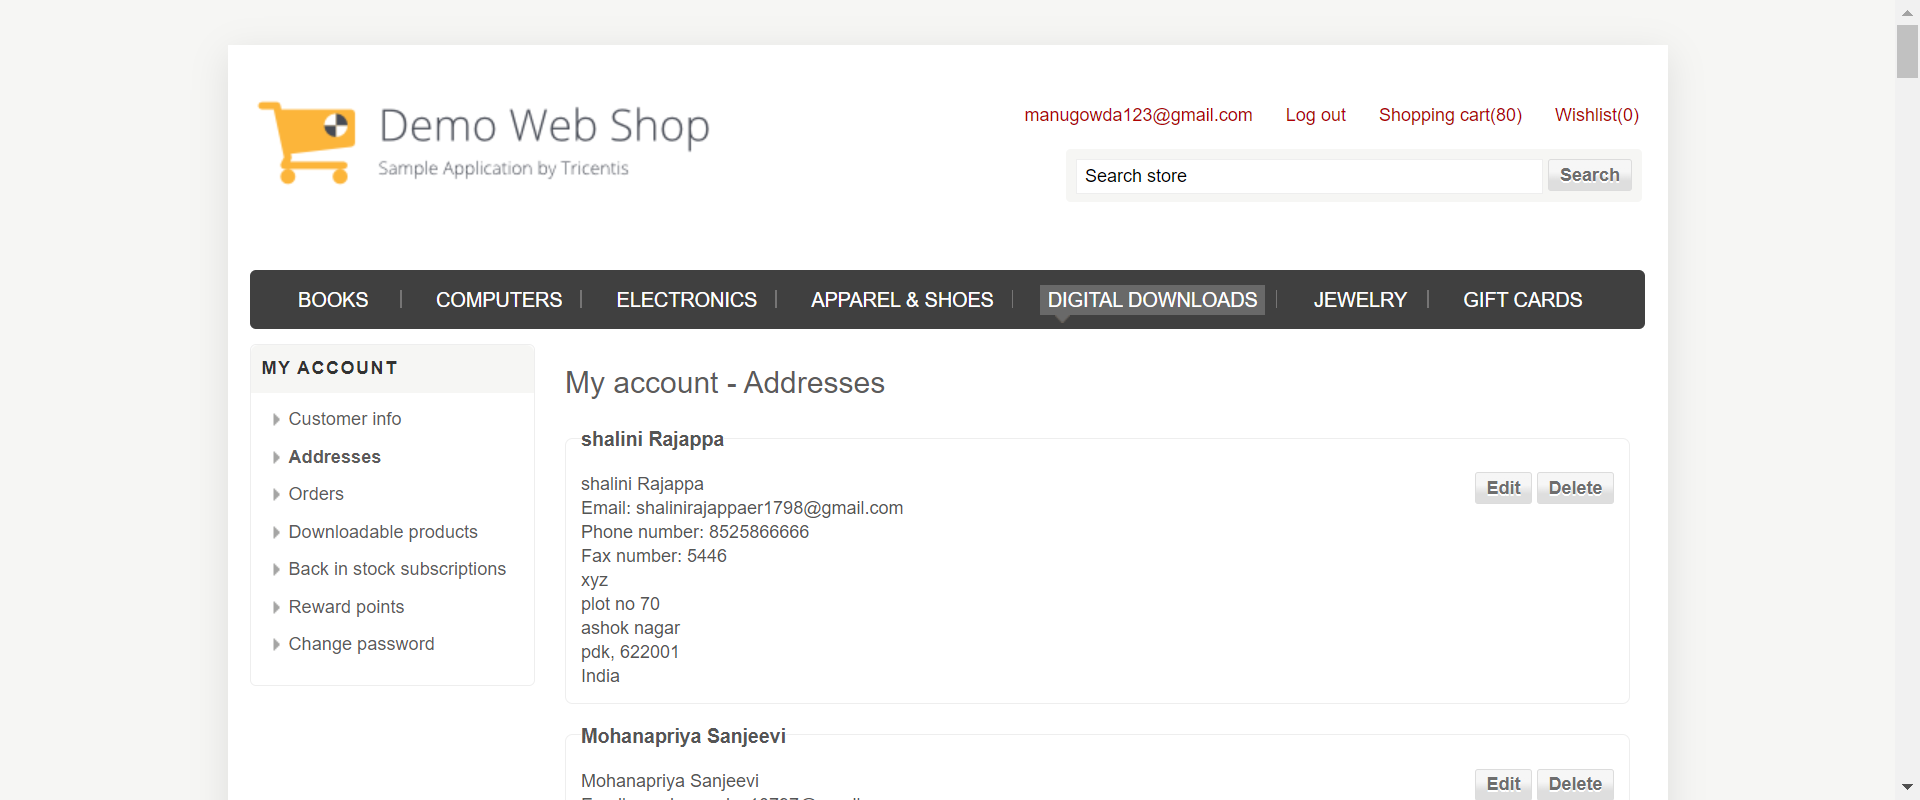 Demo Web Shop
Sample Application by Tricentis
manugowda123@gmail.com Log out Shopping cart(80) Wishlist(0)
Search store Search
BOOKS COMPUTERS ELECTRONICS APPAREL & SHOES DIGITAL DOWNLOADS JEWELRY GIFT CARDS
MY ACCOUNT
Customer info
Addresses
Orders
Downloadable products
Back in stock subscriptions
Reward points
Change password
My account - Addresses
shalini Rajappa
shalini Rajappa
Edit Delete
Email: shalinirajappaer1798@gmail.com
Phone number: 8525866666
Fax number: 5446
xyz
plot no 70
ashok nagar
pdk, 622001
India
Mohanapriya Sanjeevi
Mohanapriya Sanjeevi
Edit Delete